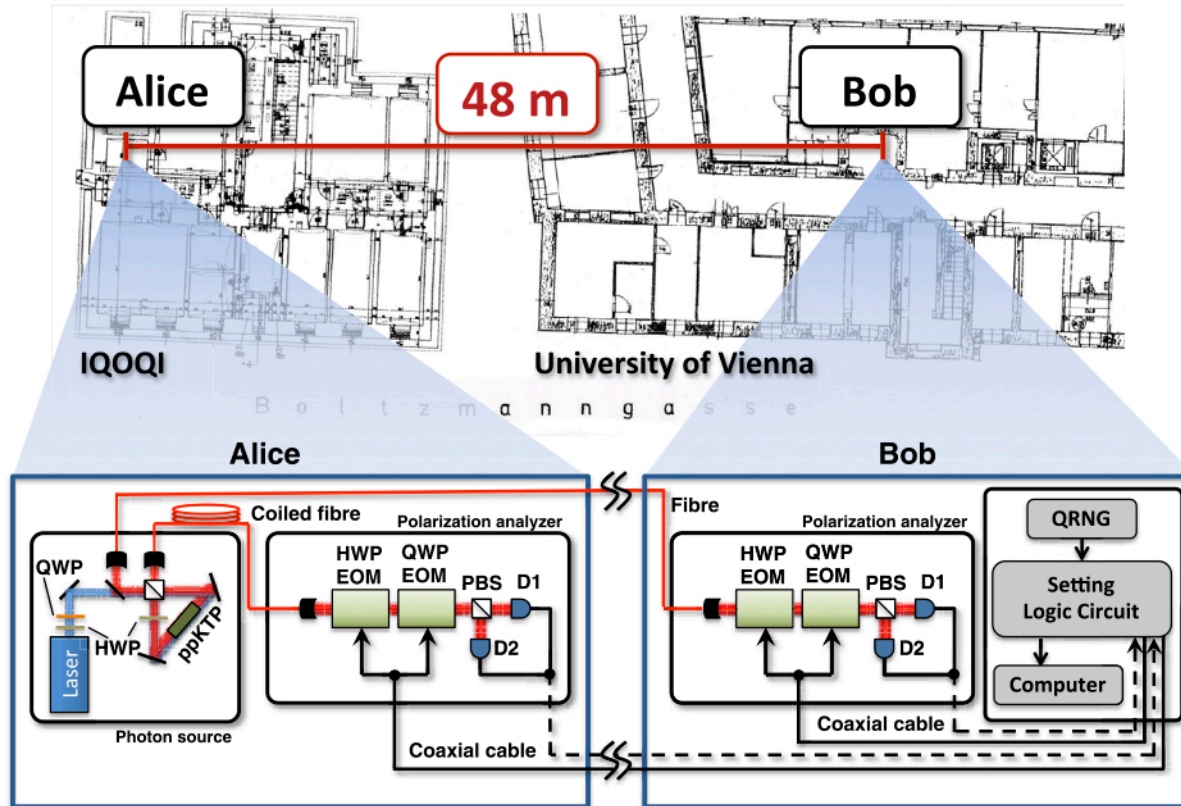 Alice
48 m
Bob
IQOQI
University of Vienna
Boltzmanngasse
Alice
Bob
Coiled fibre
Fibre
Polarization analyzer
Polarization analyzer
QWP
HWP
ppKTP
Laser
Photon source
HWP
EOM
QWP
EOM
PBS
D1
D2
HWP
EOM
QWP
EOM
PBS
D1
D2
QRNG
Setting
Logic Circuit
Computer
Coaxial cable
Coaxial cable